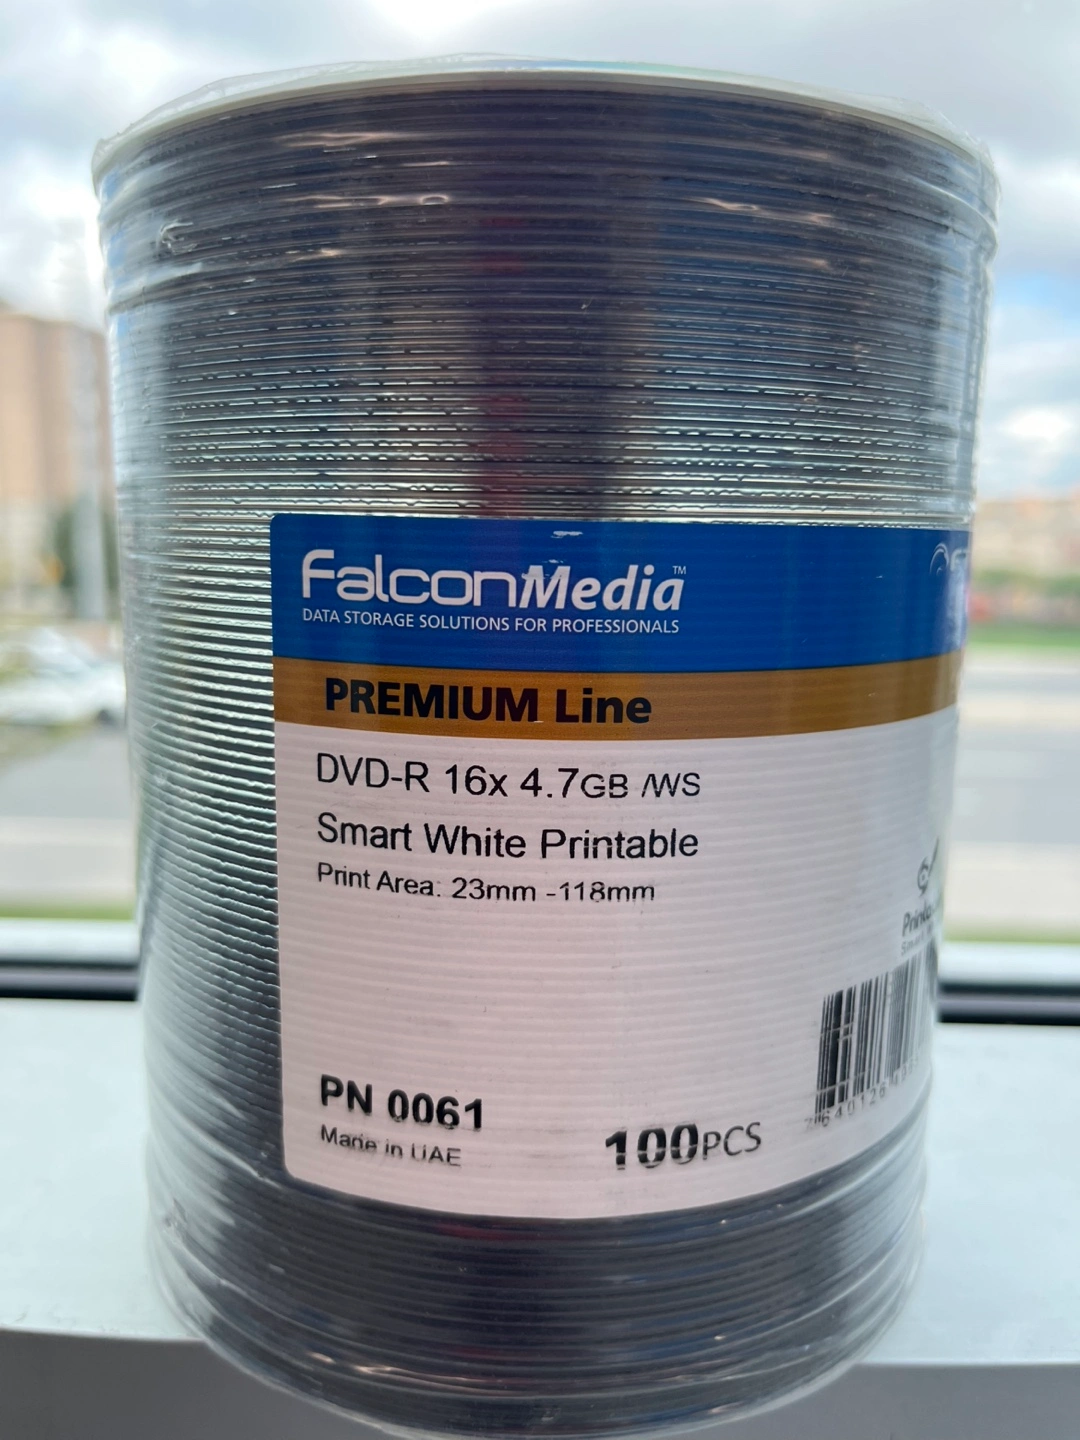 FalconMedia™
DATA STORAGE SOLUTIONS FOR PROFESSIONALS
PREMIUM Line
DVD-R 16x 4.7GB /WS
Smart White Printable
Print Area: 23mm -118mm
PN 0061
Made in UAE
100PCS